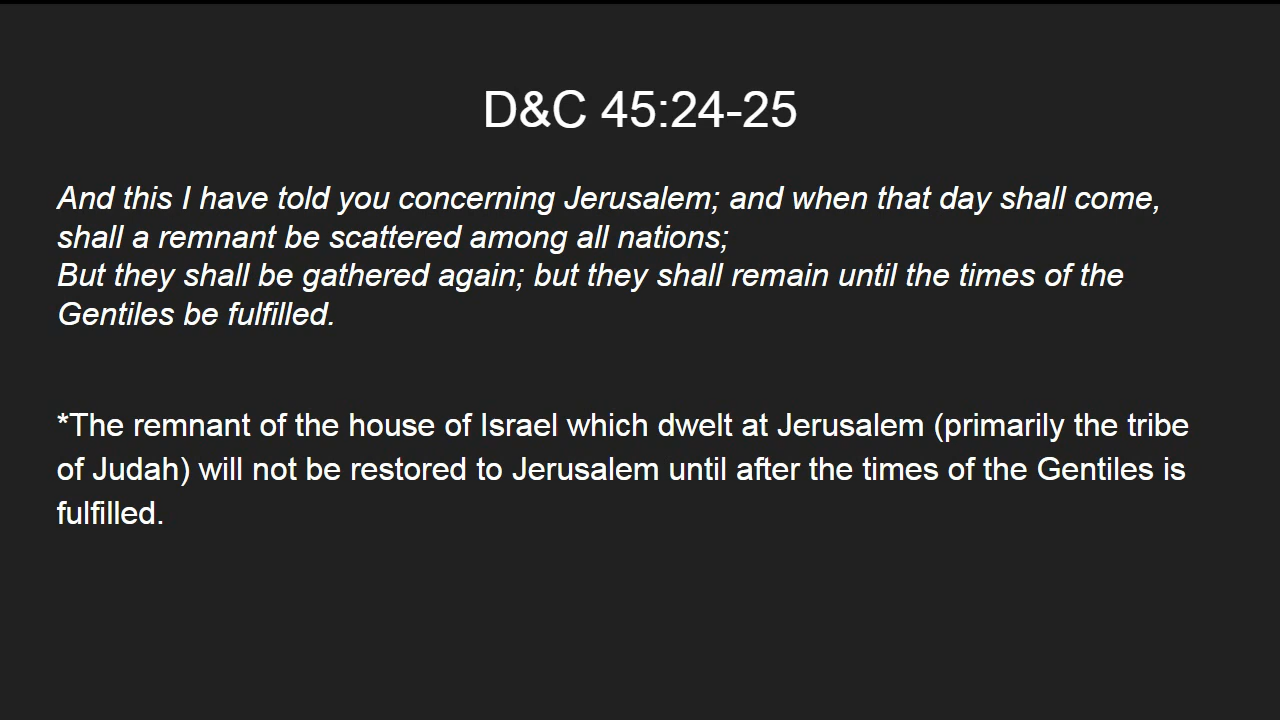 D&C 45:24-25
And this I have told you concerning Jerusalem; and when that day shall come,
shall a remnant be scattered among all nations;
But they shall be gathered again; but they shall remain until the times of the
Gentiles be fulfilled.
*The remnant of the house of Israel which dwelt at Jerusalem (primarily the tribe
of Judah) will not be restored to Jerusalem until after the times of the Gentiles is
fulfilled.